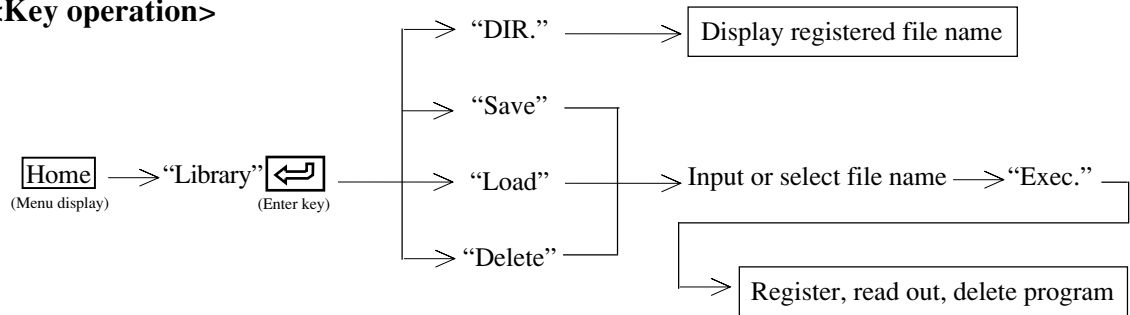 Key operation>
“DIR.”
Display registered file name
“Save”
Home
(Menu display)
“Library”
(Enter key)
“Load”
Input or select file name
“Exec.”
“Delete”
Register, read out, delete program